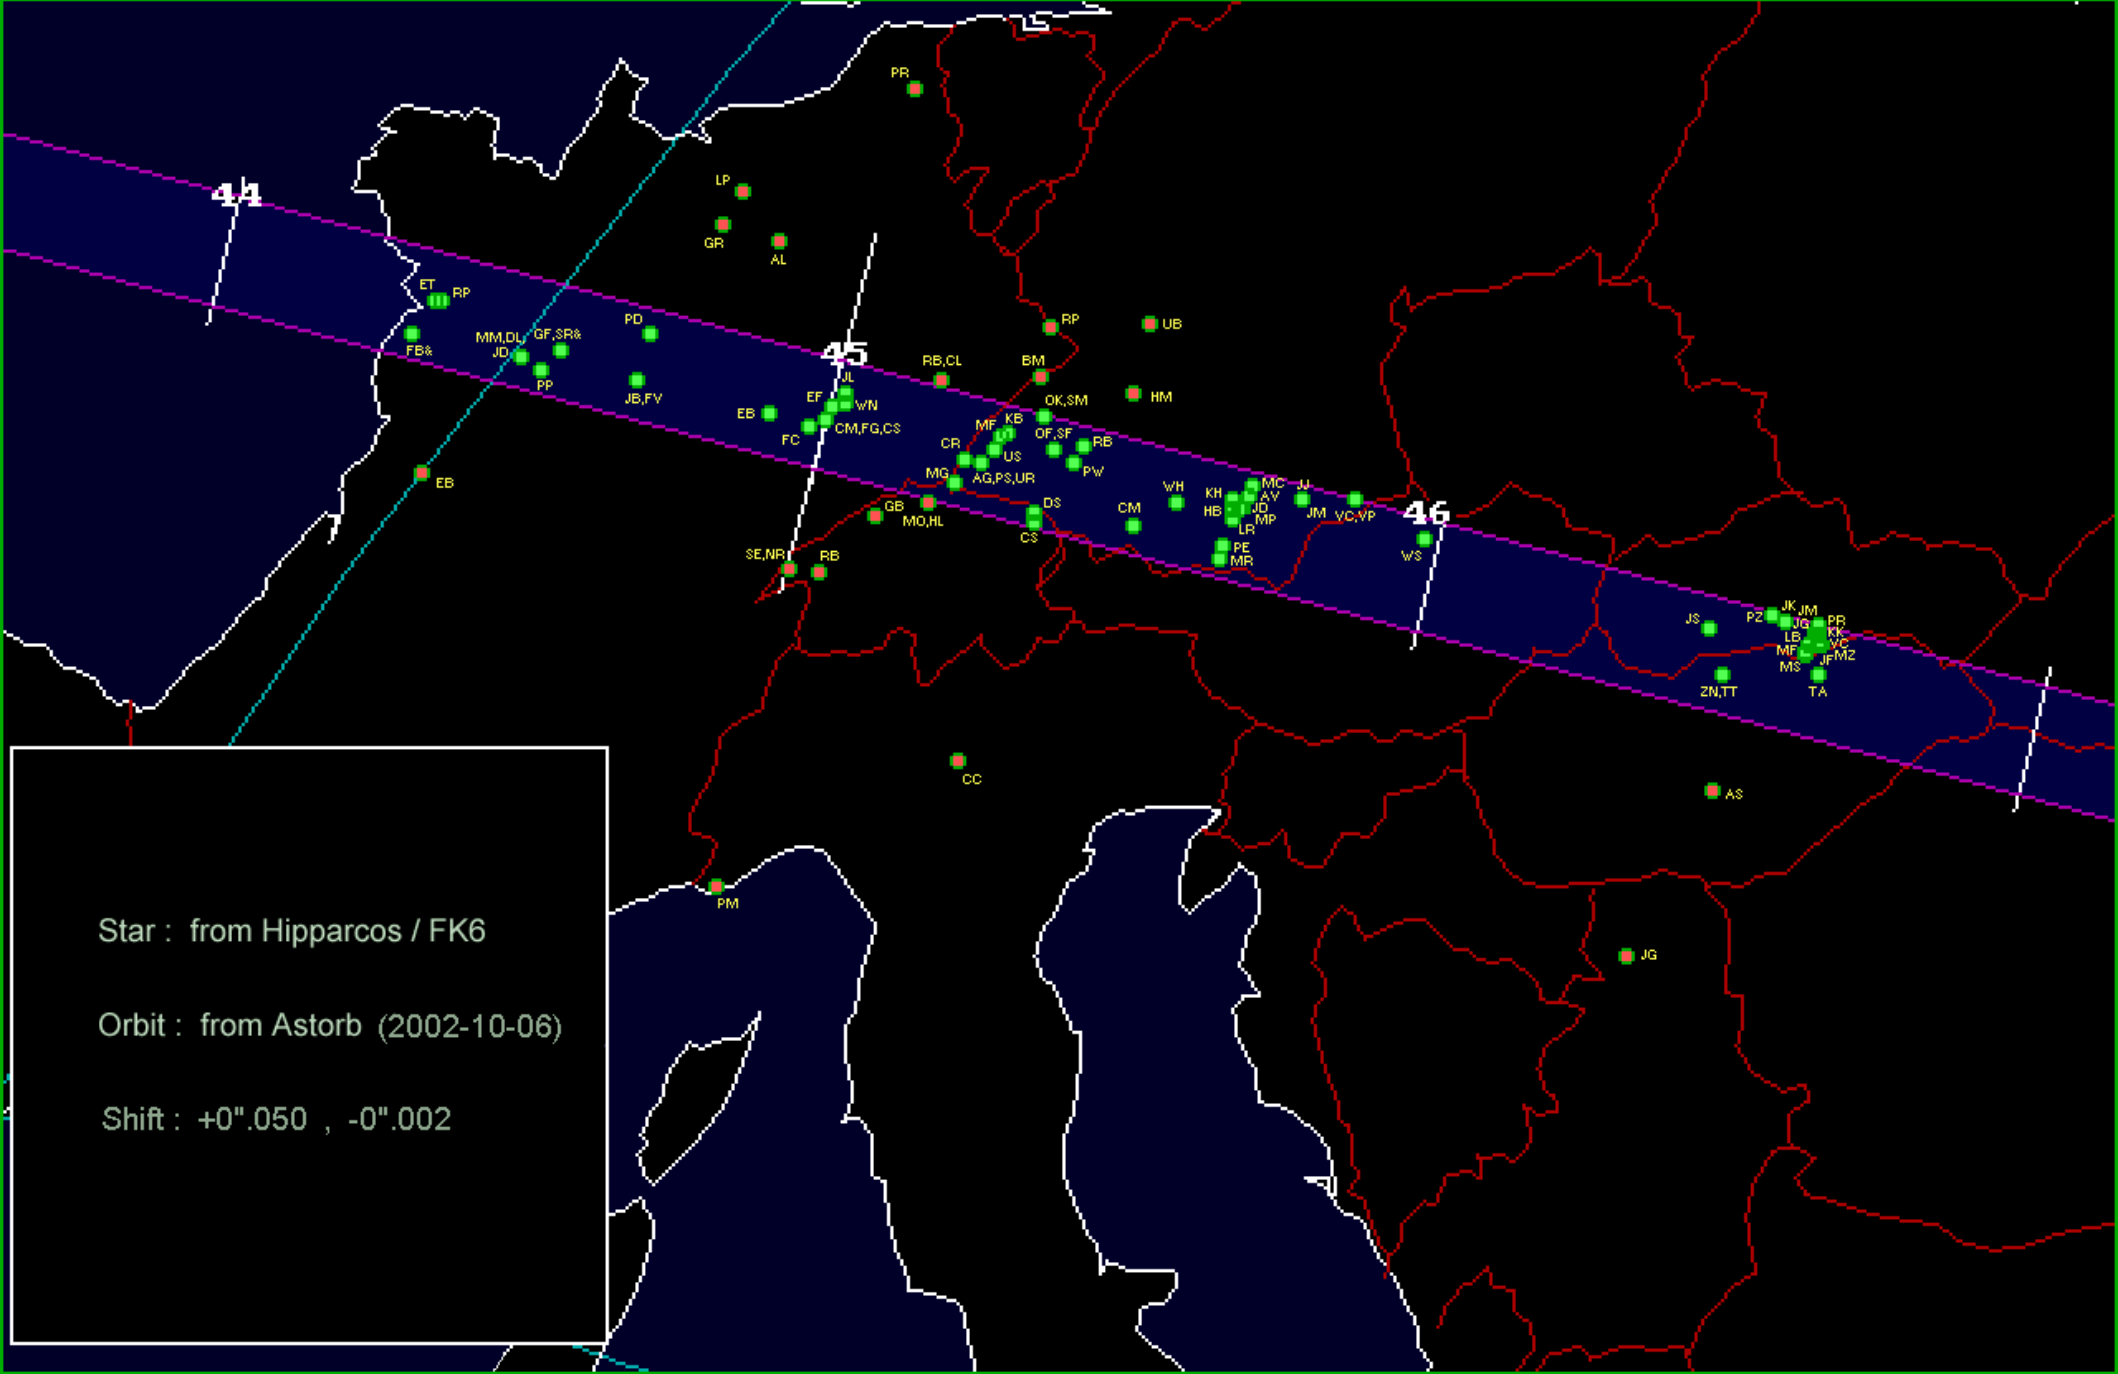 PR
LP
44
GR
AL
ET
RP
RP
UB
PD
MM,DL
GF,SR&
JD
FB&
45
RB,CL
BM
PP
JL
JB,FV
EF
WN
HM
OK,SM
EB
CM,FG,CS
MF
KB
FC
OF,SF
RB
CR
US
MG
AG,PS,UR
PW
EB
WH
KH
MC
JJ
AV
GB
DS
CM
HB
JD
JM
VC,VP
46
MO,HL
MP
LR
CS
SE,NR
RB
PE
MR
WS
JS
PZ
JK
JM
JG
PR
LB
KK
VC
MF
MZ
MS
JF
ZN,TT
TA
CC
AS
PM
JG
Star : from Hipparcos / FK6
Orbit : from Astorb (2002-10-06)
Shift : +0".050 , -0".002